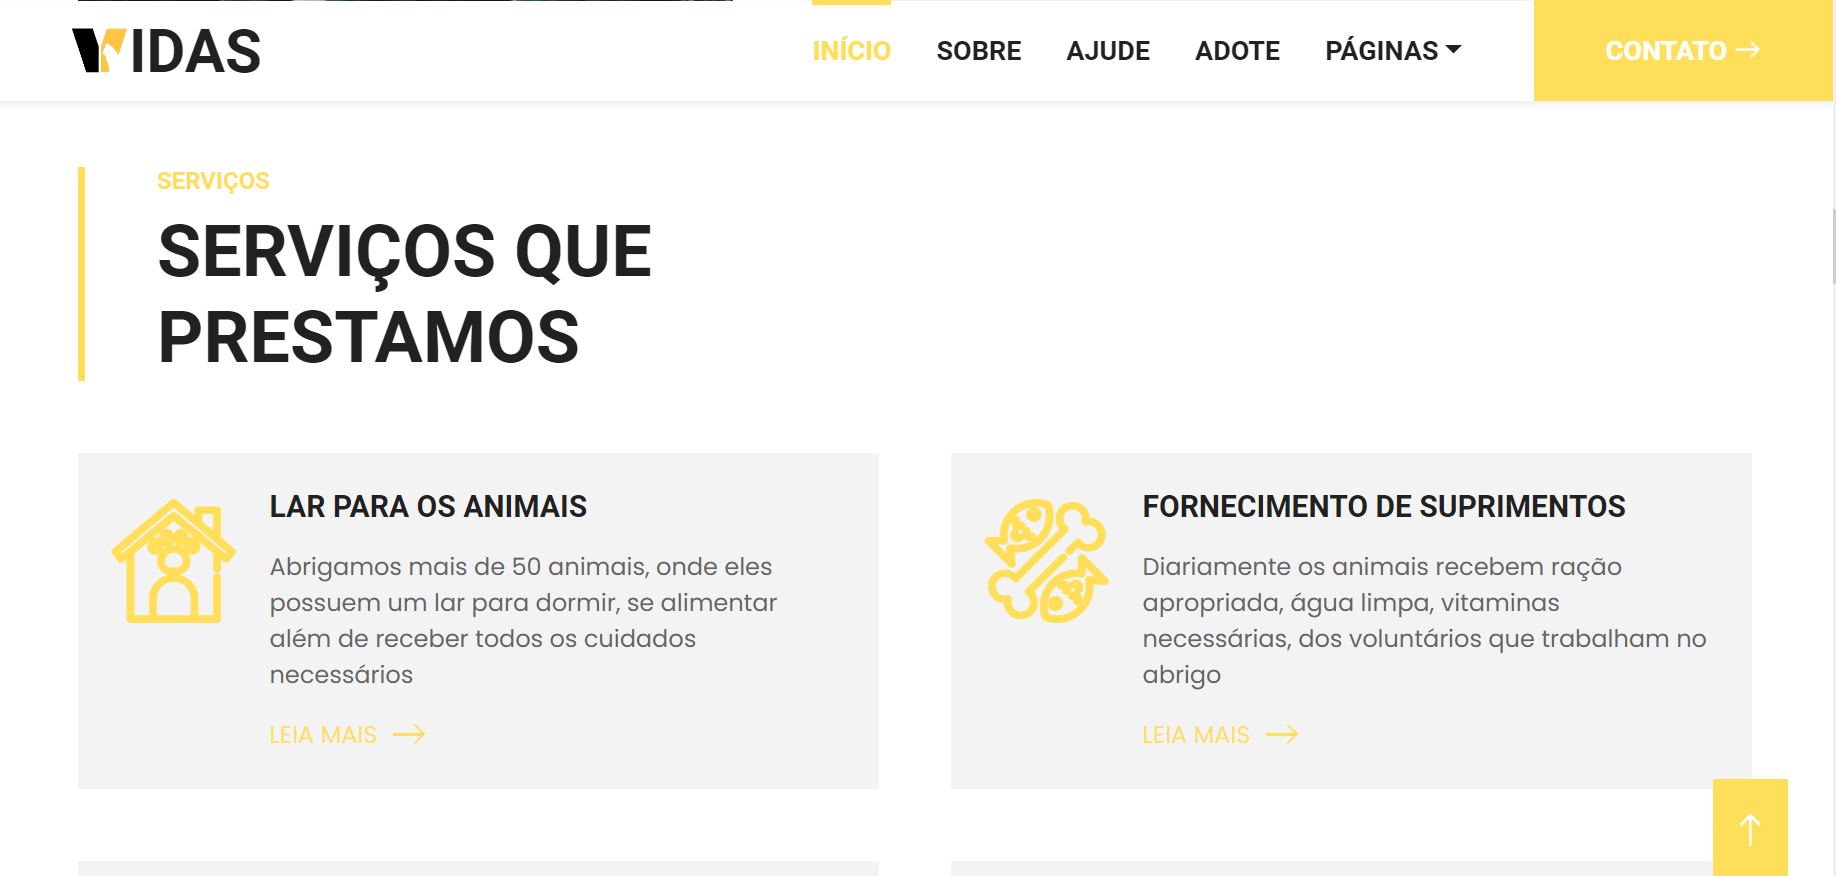 VIDAS
INÍCIO SOBRE AJUDE ADOTE PÁGINAS CONTATO
SERVIÇOS
SERVIÇOS QUE
PRESTAMOS
LAR PARA OS ANIMAIS
Abrigamos mais de 50 animais, onde eles
possuem um lar para dormir, se alimentar
além de receber todos os cuidados
necessários
LEIA MAIS
FORNECIMENTO DE SUPRIMENTOS
Diariamente os animais recebem ração
apropriada, água limpa, vitaminas
necessárias, dos voluntários que trabalham no
abrigo
LEIA MAIS